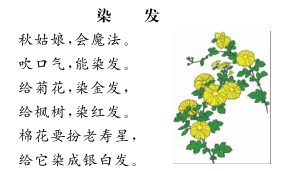 染 发
秋姑娘,会魔法。
吹口气,能染发。
给菊花,染金发,
给枫树,染红发。
棉花要扮老寿星,
给它染成银白发。